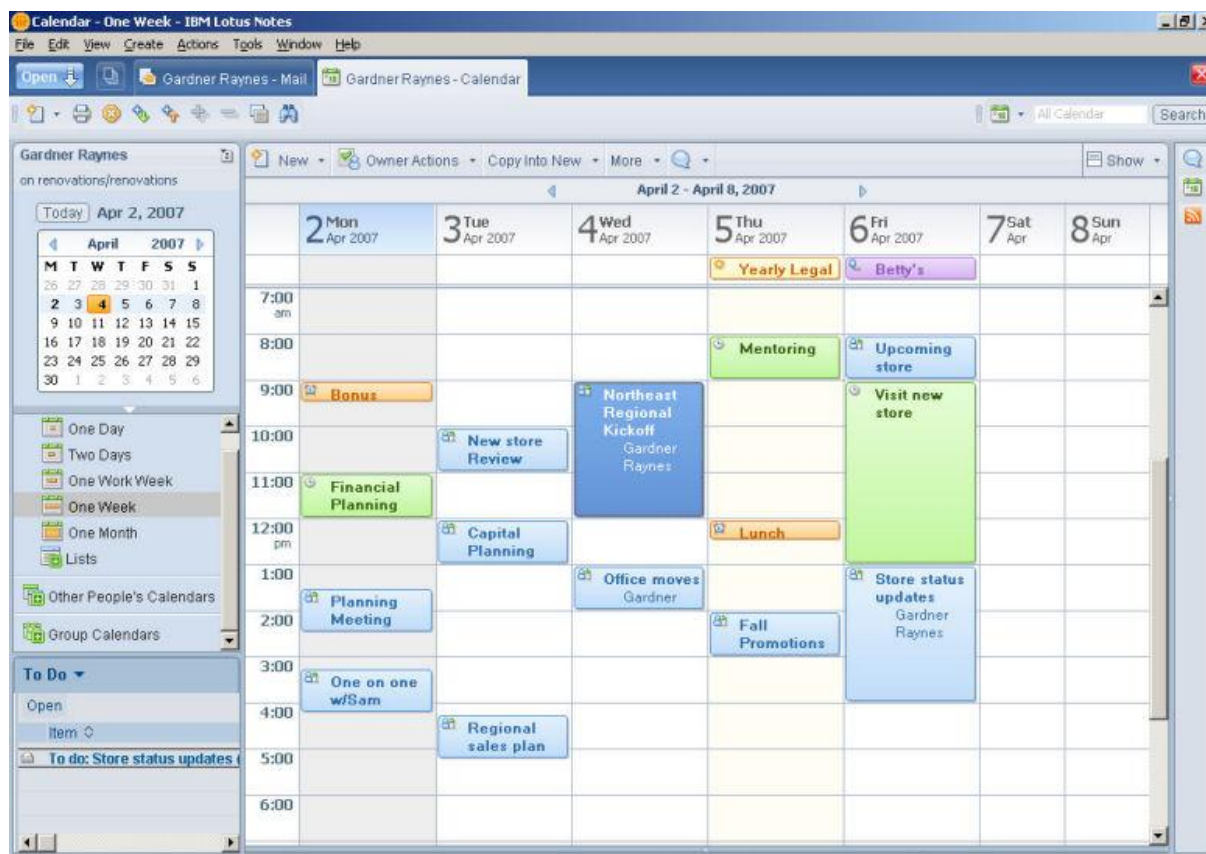 Calendar - One Week - IBM Lotus Notes
File Edit View Create Actions Tools Window Help
Open Gardner Raynes - Mail Gardner Raynes - Calendar
All Calendar Search
Gardner Raynes
on renovations/renovations
Today Apr 2, 2007
April 2007
M T W T F S S
26 27 28 29 30 31 1
2 3 4 5 6 7 8
9 10 11 12 13 14 15
16 17 18 19 20 21 22
23 24 25 26 27 28 29
30 1 2 3 4 5 6
One Day
Two Days
One Work Week
One Week
One Month
Lists
Other People's Calendars
Group Calendars
To Do
Open
Item
To do: Store status updates (
New Owner Actions Copy Into New More Show
April 2 - April 8, 2007
2 Mon Apr 2007
3 Tue Apr 2007
4 Wed Apr 2007
5 Thu Apr 2007
6 Fri Apr 2007
7 Sat Apr
8 Sun Apr
Yearly Legal
Betty's
7:00
am
8:00
9:00
10:00
11:00
12:00
pm
1:00
2:00
3:00
4:00
5:00
6:00
Bonus
Financial
Planning
Planning
Meeting
One on one
w/Sam
New store
Review
Capital
Planning
Regional
sales plan
Northeast
Regional
Kickoff
Gardner
Raynes
Office moves
Gardner
Mentoring
Lunch
Fall
Promotions
Upcoming
store
Visit new
store
Store status
updates
Gardner
Raynes